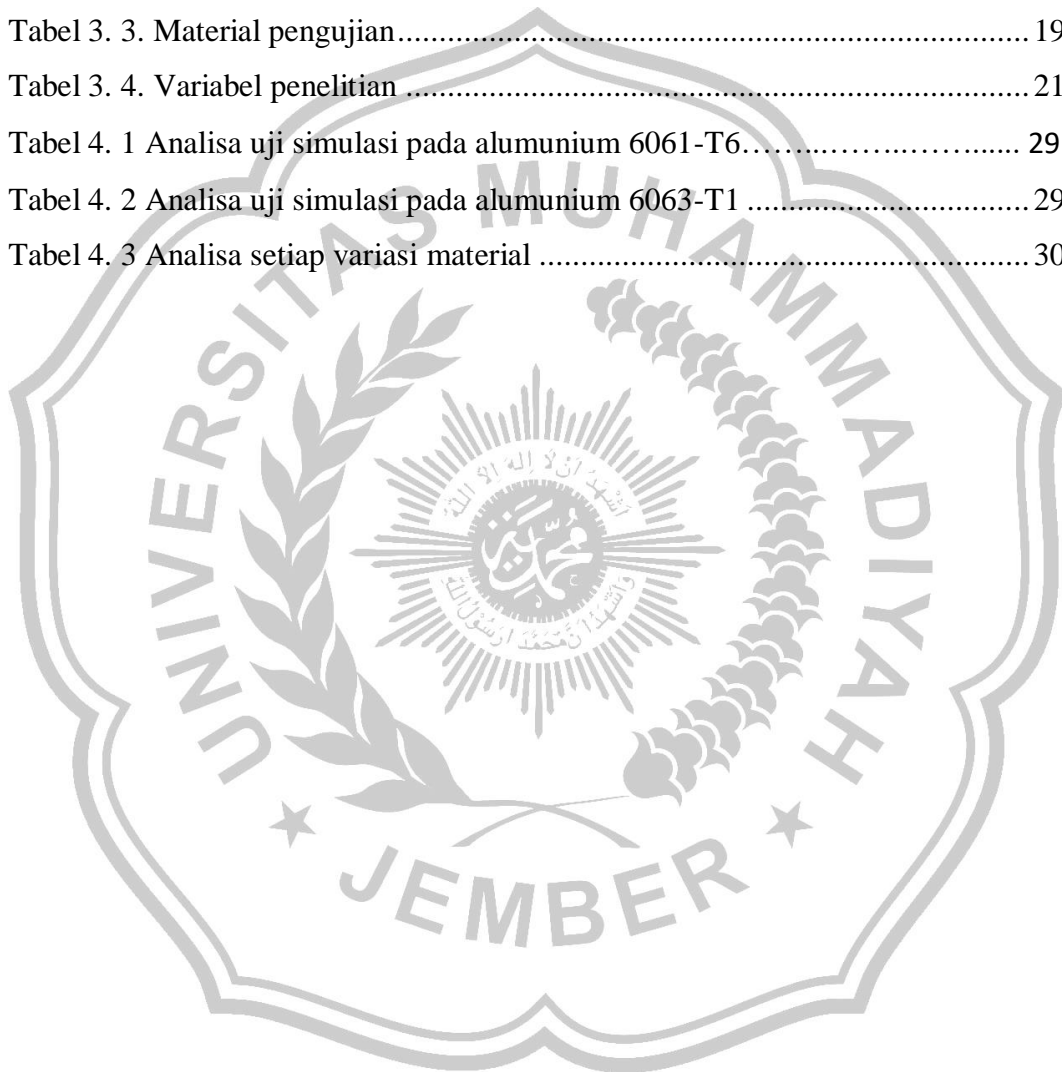 Tabel 3. 3. Material pengujian........................................................................ 19
Tabel 3. 4. Variabel penelitian ....................................................................... 21
Tabel 4. 1 Analisa uji simulasi pada alumunium 6061-T6……...……..……...... 29
Tabel 4. 2 Analisa uji simulasi pada alumunium 6063-T1 ................................ 29
Tabel 4. 3 Analisa setiap variasi material ........................................................ 30
UNIVERSITAS MUHAMMADIYAH
JEMBER